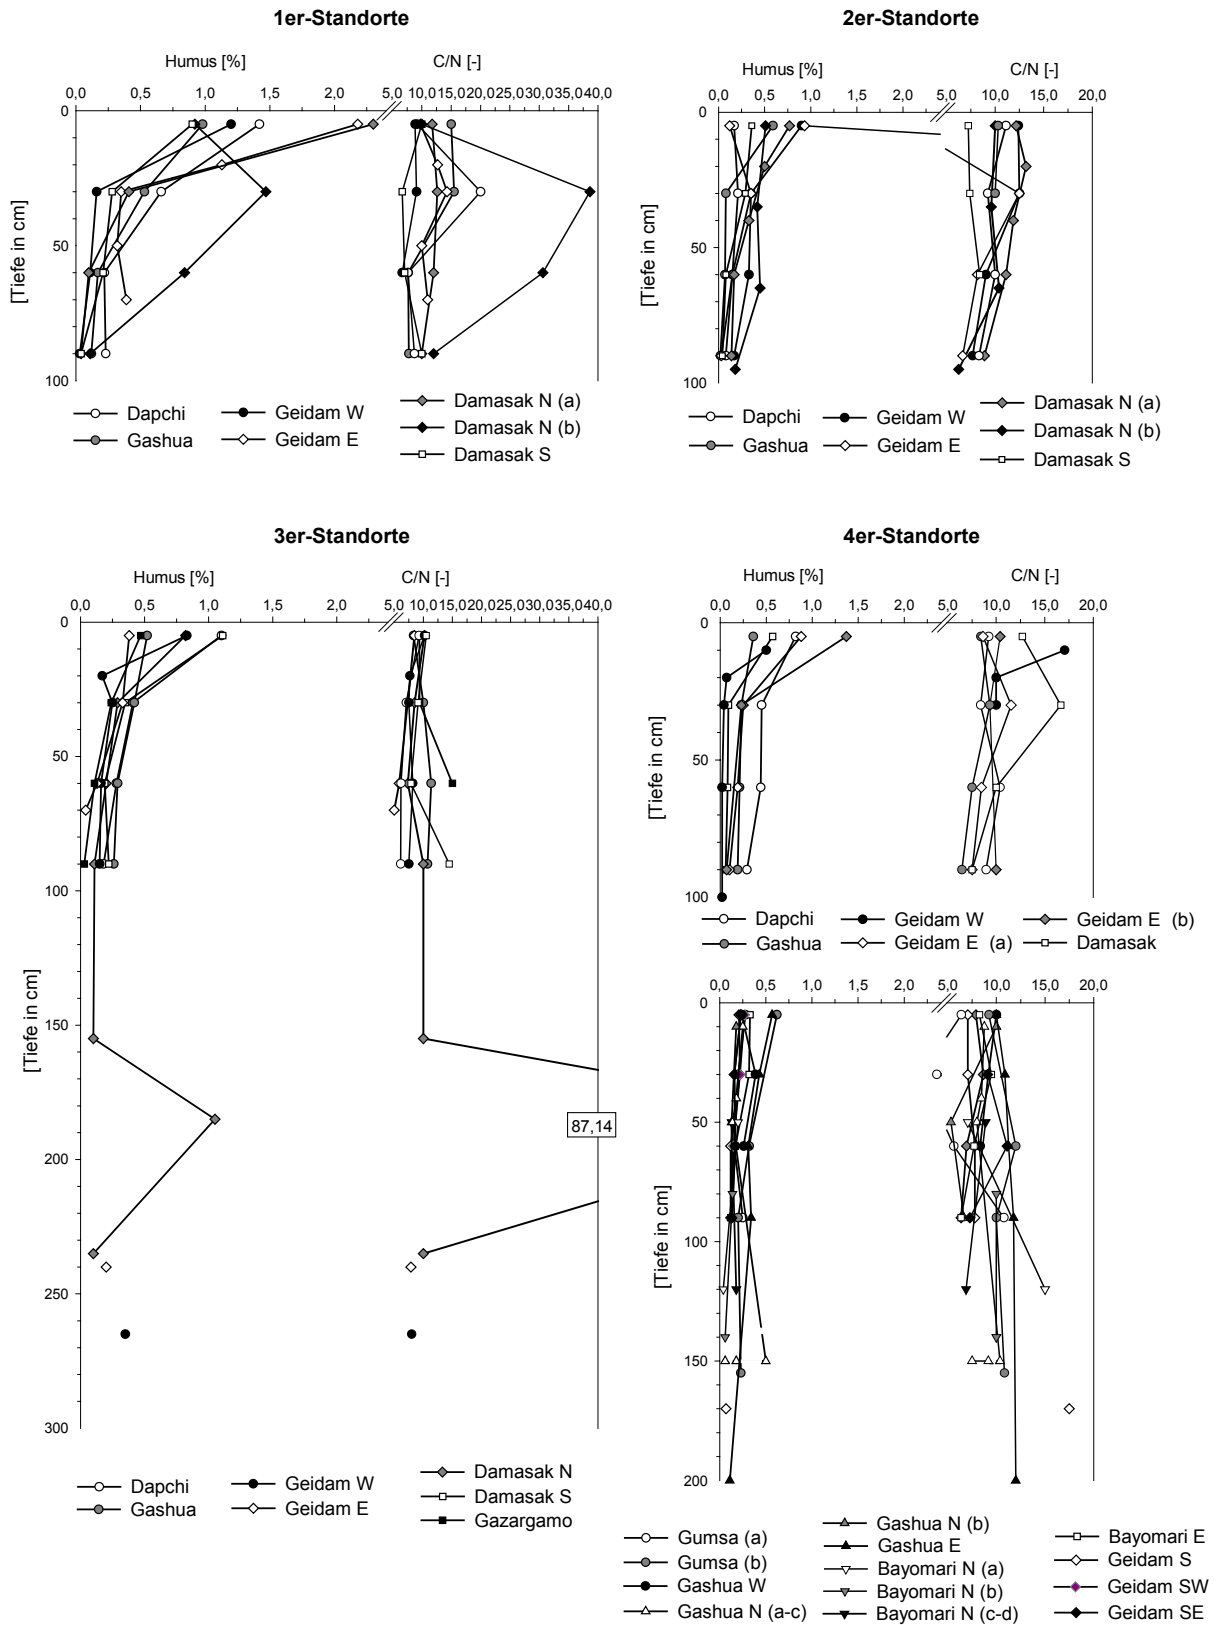 1er-Standorte
Humus [%]
C/N [-]
0,0 0,5 1,0 1,5 2,0 5,0 10,0 15,0 20,0 25,0 30,0 35,0 40,0
0
50
100
[Tiefe in cm]
Dapchi
Gashua
Geidam W
Geidam E
Damasak N (a)
Damasak N (b)
Damasak S
2er-Standorte
Humus [%]
C/N [-]
0,0 0,5 1,0 1,5 2,0 5,0 10,0 15,0 20,0
0
50
100
[Tiefe in cm]
Dapchi
Gashua
Geidam W
Geidam E
Damasak N (a)
Damasak N (b)
Damasak S
3er-Standorte
Humus [%]
C/N [-]
0,0 0,5 1,0 1,5 2,0 5,0 10,0 15,0 20,0 25,0 30,0 35,0 40,0
0
50
100
150
200
250
300
[Tiefe in cm]
87,14
Dapchi
Gashua
Geidam W
Geidam E
Damasak N
Damasak S
Gazargamo
4er-Standorte
Humus [%]
C/N [-]
0,0 0,5 1,0 1,5 2,0 5,0 10,0 15,0 20,0
0
50
100
[Tiefe in cm]
Dapchi
Gashua
Geidam W
Geidam E (a)
Geidam E (b)
Damasak
0,0 0,5 1,0 1,5 2,0 5,0 10,0 15,0 20,0
0
50
100
150
200
[Tiefe in cm]
Gumsa (a)
Gumsa (b)
Gashua W
Gashua N (a-c)
Gashua N (b)
Gashua E
Bayomari N (a)
Bayomari N (b)
Bayomari N (c-d)
Bayomari E
Geidam S
Geidam SW
Geidam SE